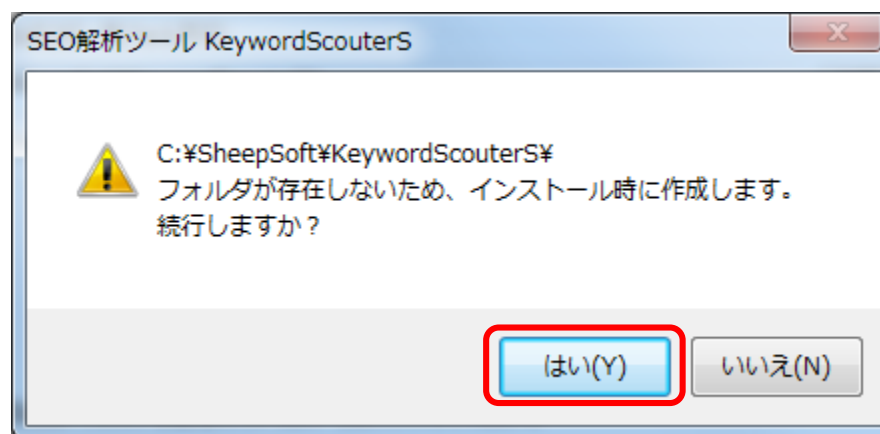 SEO解析ツール KeywordScouterS
C:¥SheepSoft¥KeywordScouterS¥
フォルダが存在しないため、インストール時に作成します。
続行しますか？
はい(Y)
いいえ(N)